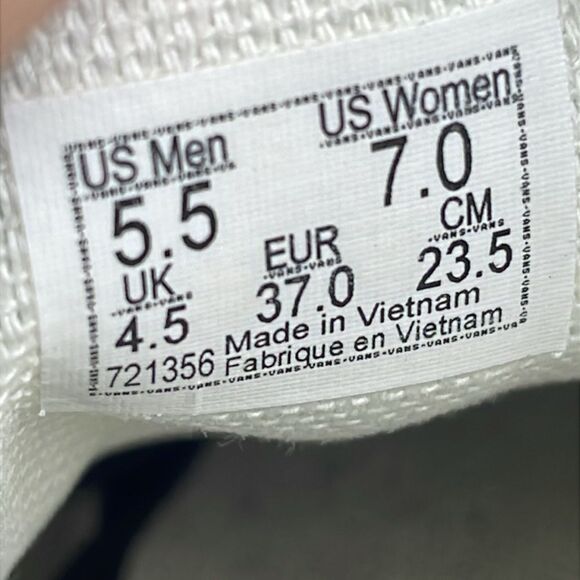 US Men US Women
5.5 7.0
UK EUR CM
4.5 37.0 23.5
Made in Vietnam
721356 Fabrique en Vietnam
VANS